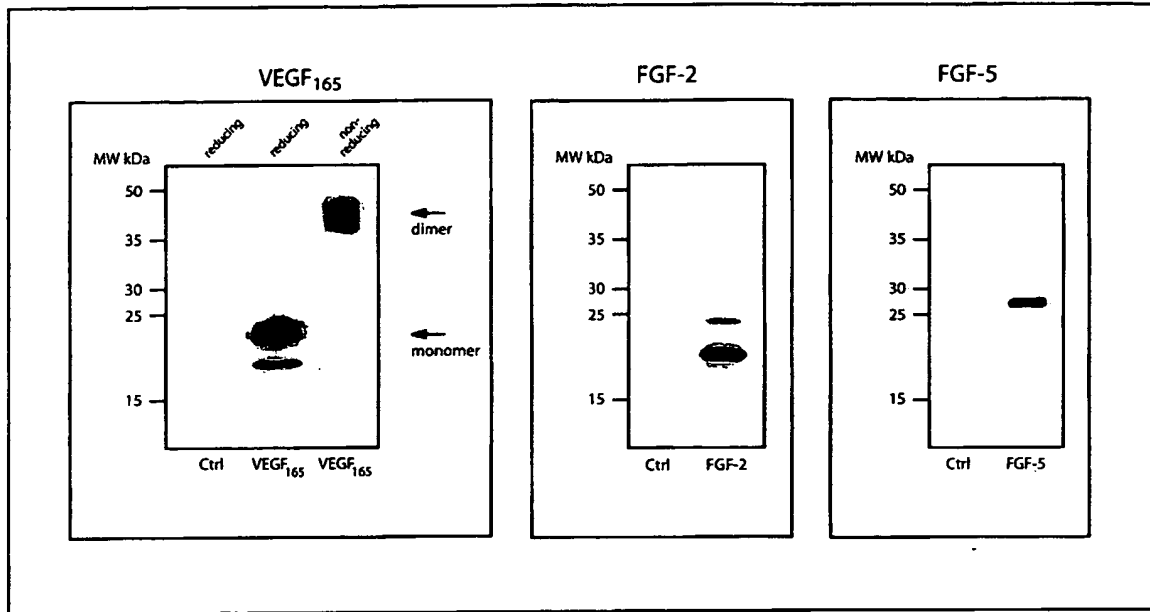 VEGF165
reducing
reducing
non-
reducing
MW kDa
50
35
30
25
15
dimer
monomer
Ctrl VEGF165 VEGF165
FGF-2
MW kDa
50
35
30
25
15
Ctrl FGF-2
FGF-5
MW kDa
50
35
30
25
15
Ctrl FGF-5